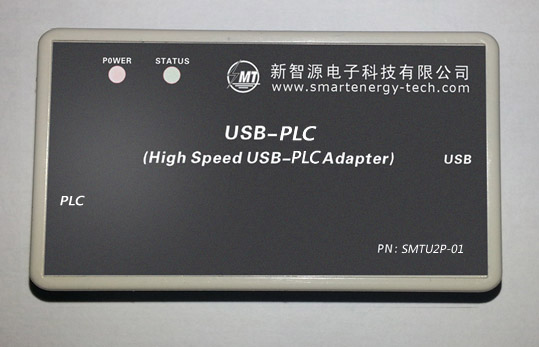 POWER STATUS
SMT 新智源电子科技有限公司
www.smartenergy-tech.com
USB-PLC
(High Speed USB-PLC Adapter)
USB
PLC
PN: SMTU2P-01